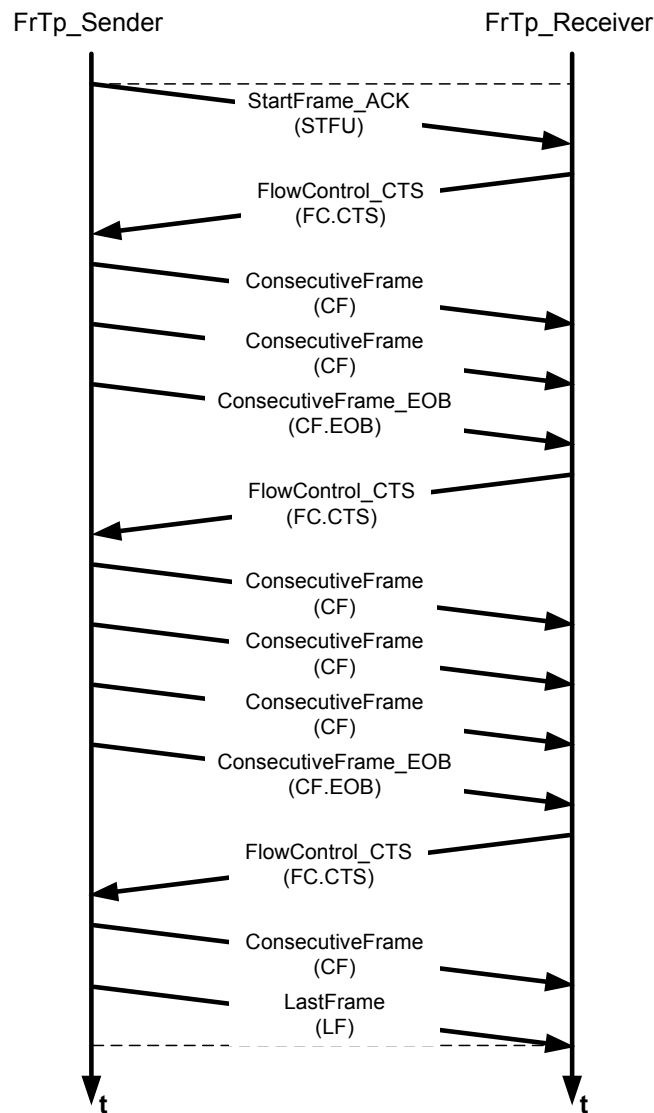 FrTp_Sender
FrTp_Receiver
StartFrame_ACK
(STFU)
FlowControl_CTS
(FC.CTS)
ConsecutiveFrame
(CF)
ConsecutiveFrame
(CF)
ConsecutiveFrame_EOB
(CF.EOB)
FlowControl_CTS
(FC.CTS)
ConsecutiveFrame
(CF)
ConsecutiveFrame
(CF)
ConsecutiveFrame
(CF)
ConsecutiveFrame_EOB
(CF.EOB)
FlowControl_CTS
(FC.CTS)
ConsecutiveFrame
(CF)
LastFrame
(LF)
t
t